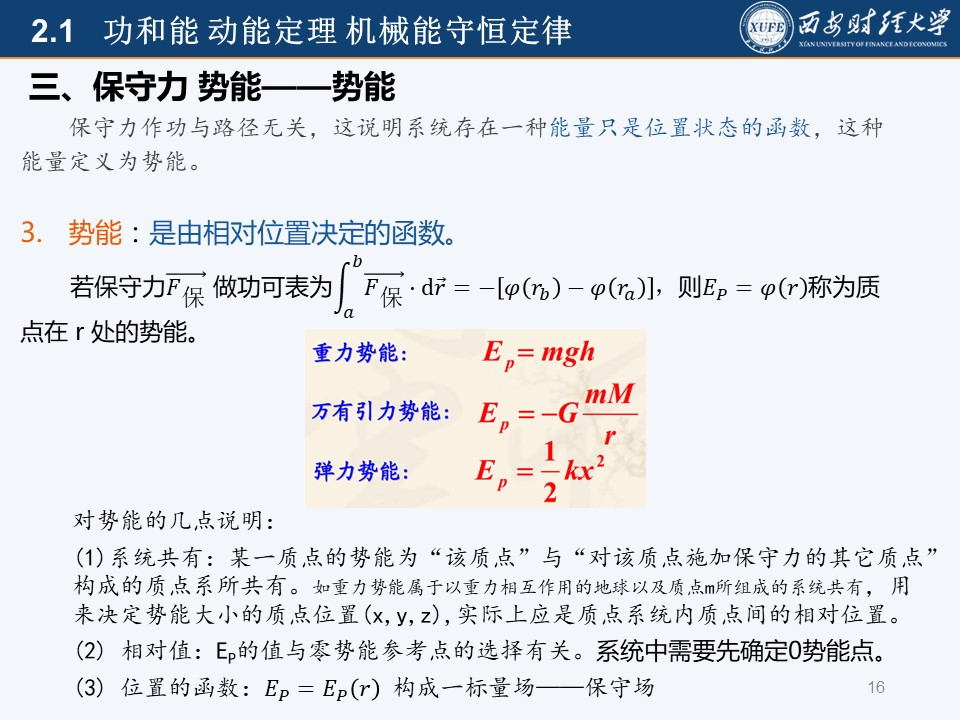 2.1 功和能 动能定理 机械能守恒定律
XUFE
西安财经大学
XI'AN UNIVERSITY OF FINANCE AND ECONOMICS
三、保守力 势能——势能
保守力作功与路径无关，这说明系统存在一种能量只是位置状态的函数，这种
能量定义为势能。
3. 势能：是由相对位置决定的函数。
若保守力\overrightarrow{F_保} 做功可表为∫_a^b \overrightarrow{F_保} · d\vec{r} = −[φ(r_b) − φ(r_a)]，则E_P = φ(r)称为质
点在 r 处的势能。
重力势能： E_p = mgh
万有引力势能： E_p = −G \frac{mM}{r}
弹力势能： E_p = \frac{1}{2} kx²
对势能的几点说明：
(1)系统共有：某一质点的势能为“该质点”与“对该质点施加保守力的其它质点”
构成的质点系所共有。如重力势能属于以重力相互作用的地球以及质点m所组成的系统共有，用
来决定势能大小的质点位置(x,y,z),实际上应是质点系统内质点间的相对位置。
(2) 相对值：E_P的值与零势能参考点的选择有关。系统中需要先确定0势能点。
(3) 位置的函数：E_P = E_P(r) 构成一标量场——保守场
16